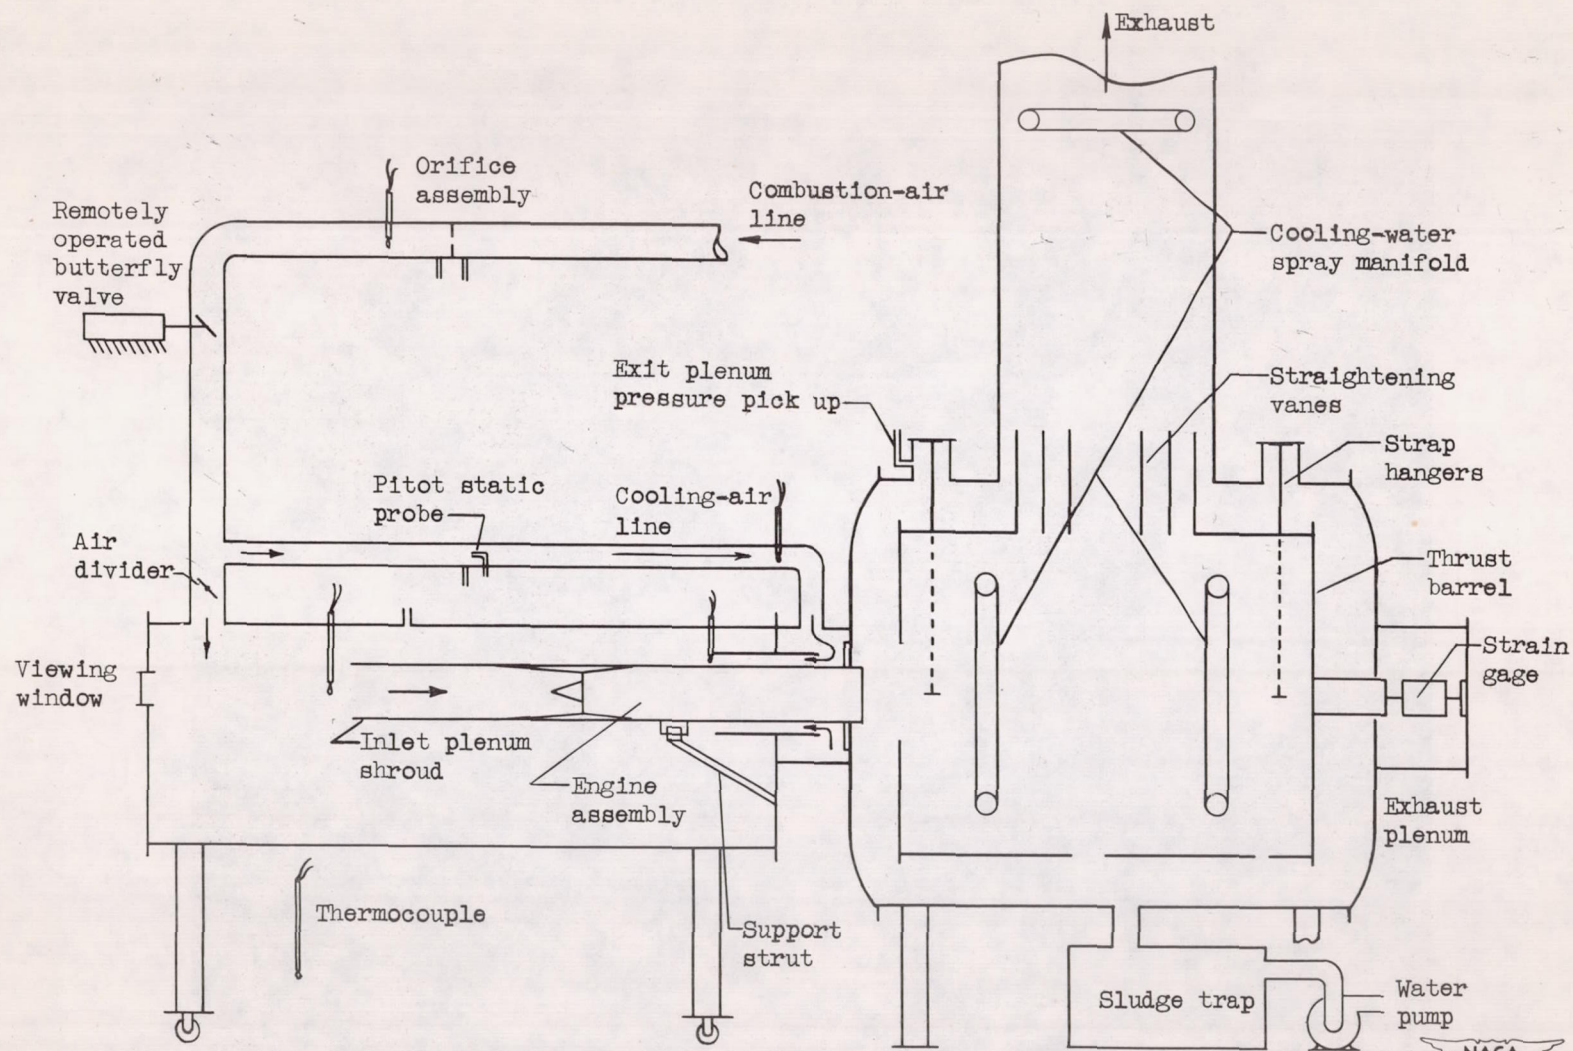 Exhaust
Orifice
assembly
Combustion-air
line
Remotely
operated
butterfly
valve
Cooling-water
spray manifold
Exit plenum
pressure pick up
Straightening
vanes
Strap
hangers
Pitot static
probe
Cooling-air
line
Air
divider
Thrust
barrel
Viewing
window
Strain
gage
Inlet plenum
shroud
Engine
assembly
Exhaust
plenum
Thermocouple
Support
strut
Sludge trap
Water
pump
NACA